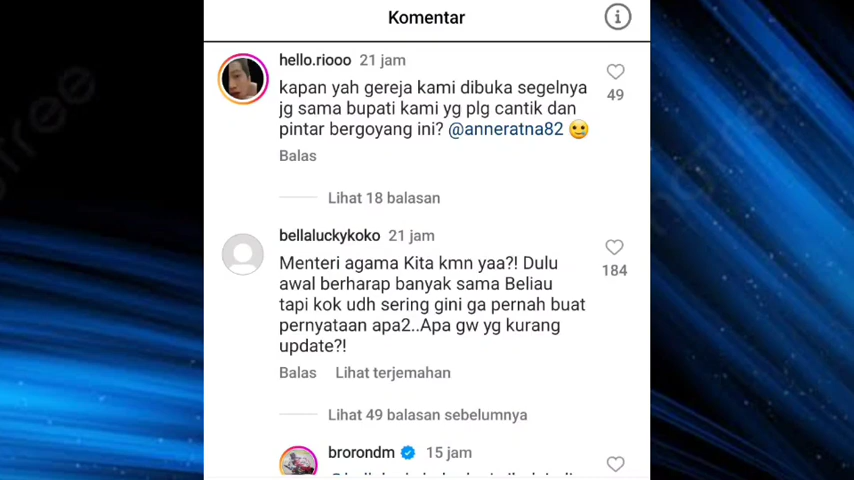 Komentar
hello.riooo 21 jam
kapan yah gereja kami dibuka segelnya
jg sama bupati kami yg plg cantik dan
pintar bergoyang ini? @anneratna82 🥲
49
Balas
Lihat 18 balasan
bellaluckykoko 21 jam
Menteri agama Kita kmn yaa?! Dulu
awal berharap banyak sama Beliau
tapi kok udh sering gini ga pernah buat
pernyataan apa2..Apa gw yg kurang
update?!
184
Balas Lihat terjemahan
Lihat 49 balasan sebelumnya
brorondm 15 jam